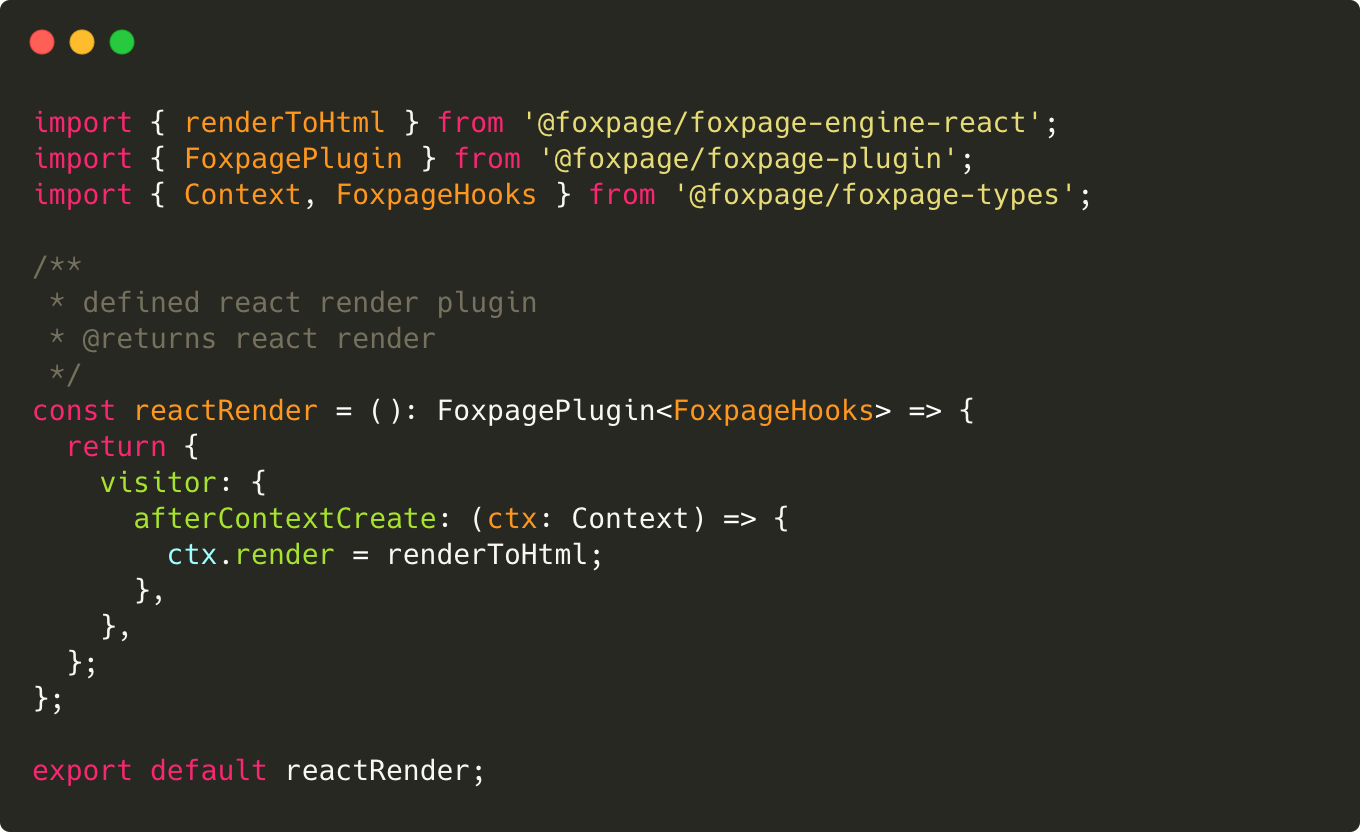 import { renderToHtml } from '@foxpage/foxpage-engine-react';
import { FoxpagePlugin } from '@foxpage/foxpage-plugin';
import { Context, FoxpageHooks } from '@foxpage/foxpage-types';

/**
 * defined react render plugin
 * @returns react render
 */
const reactRender = (): FoxpagePlugin<FoxpageHooks> => {
  return {
    visitor: {
      afterContextCreate: (ctx: Context) => {
        ctx.render = renderToHtml;
      },
    },
  };
};

export default reactRender;